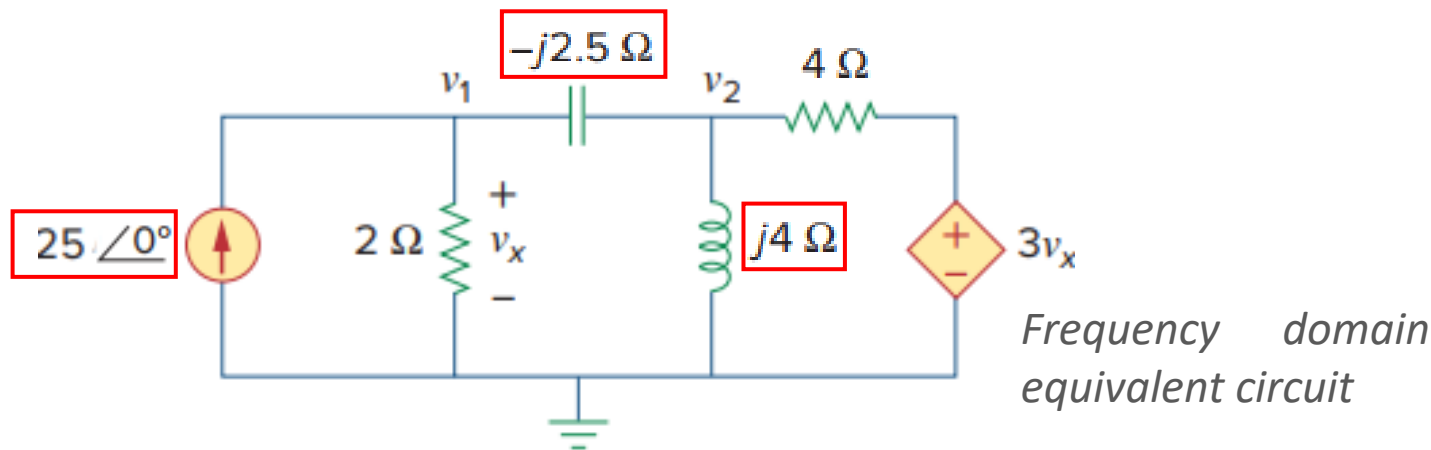 –j2.5 Ω
v₁
v₂
4 Ω
25 ∠0°
2 Ω
+
vₓ
–
j4 Ω
+
–
3vₓ
Frequency domain
equivalent circuit